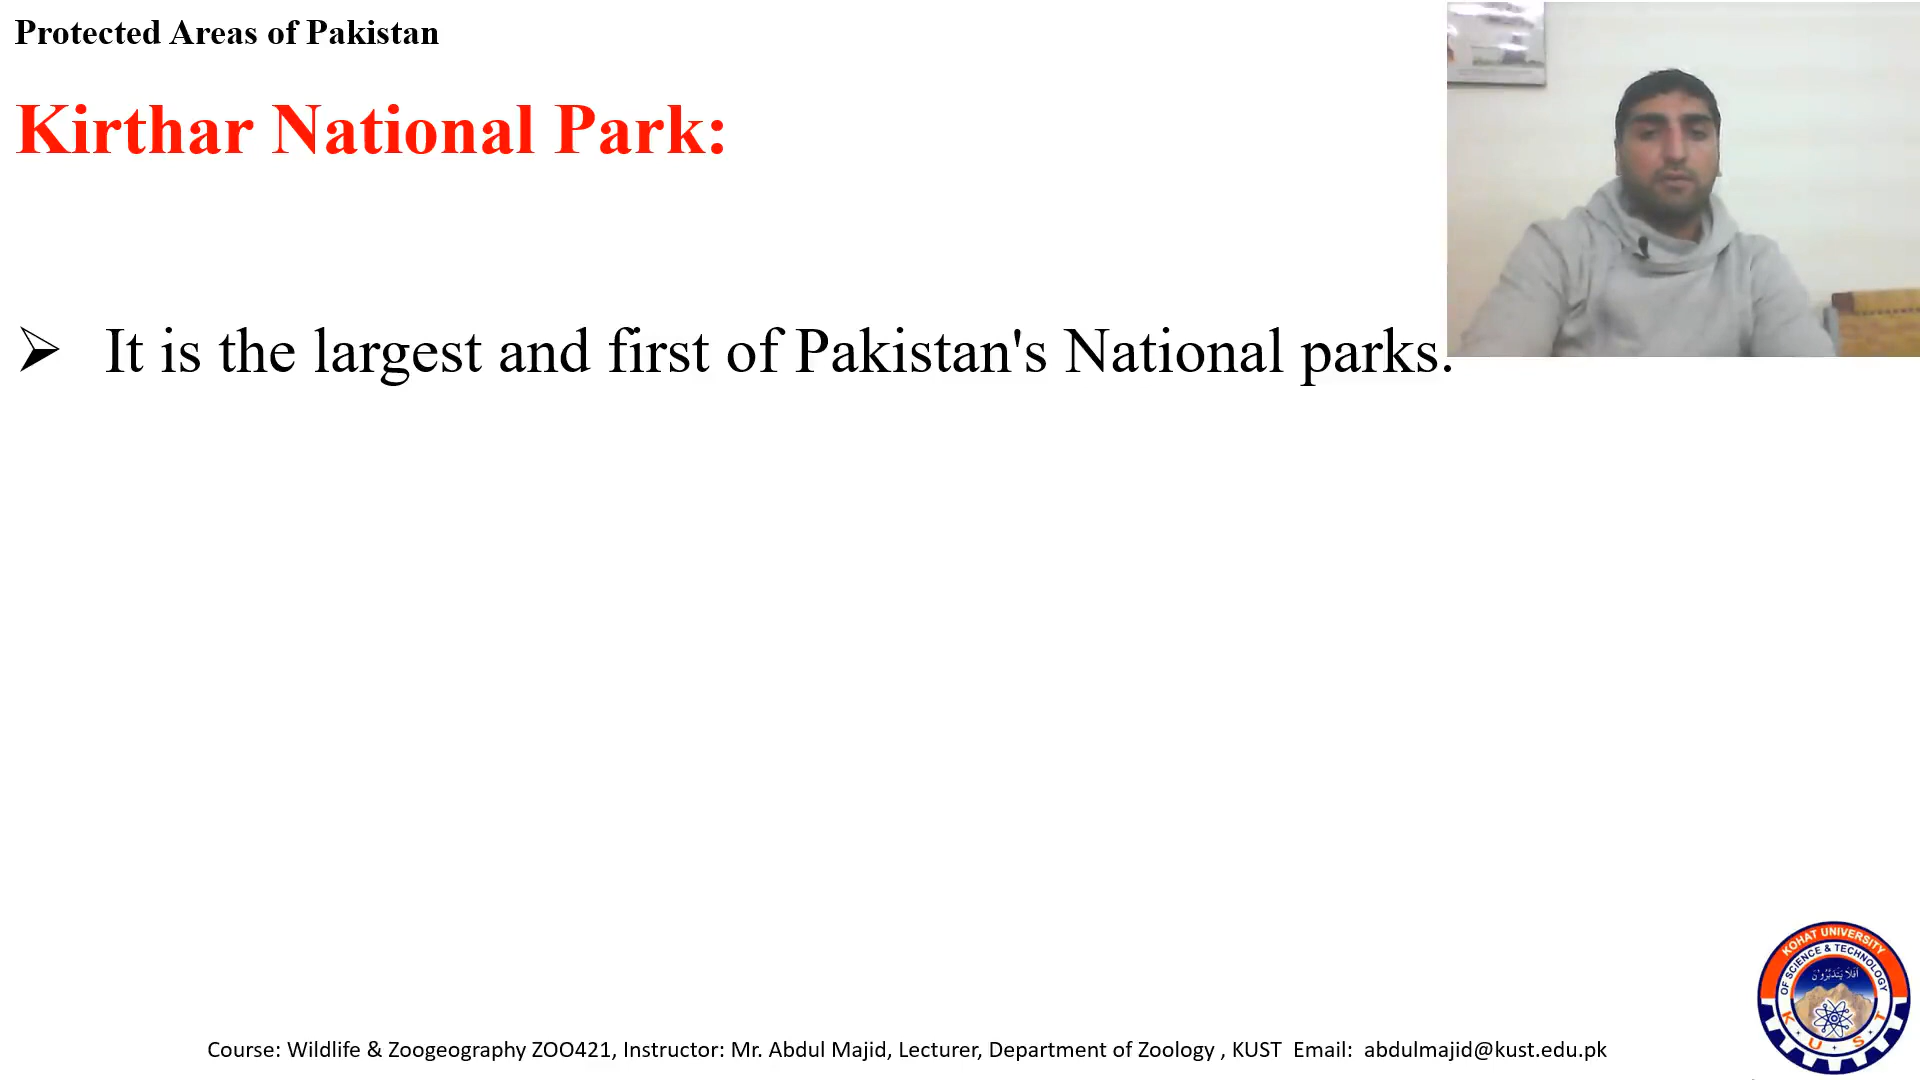 Protected Areas of Pakistan
Kirthar National Park:
➢ It is the largest and first of Pakistan's National parks.
KOHAT UNIVERSITY
OF SCIENCE & TECHNOLOGY
أفلا يتدبرون
K U S T
Course: Wildlife & Zoogeography ZOO421, Instructor: Mr. Abdul Majid, Lecturer, Department of Zoology , KUST Email: abdulmajid@kust.edu.pk